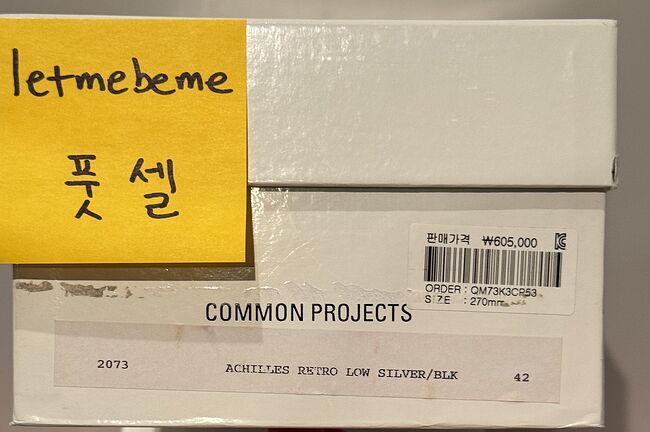 letmebeme
풋셀
판매가격 ₩605,000
ORDER : QM73K3CP53
SIZE : 270mm
COMMON PROJECTS
2073 ACHILLES RETRO LOW SILVER/BLK 42